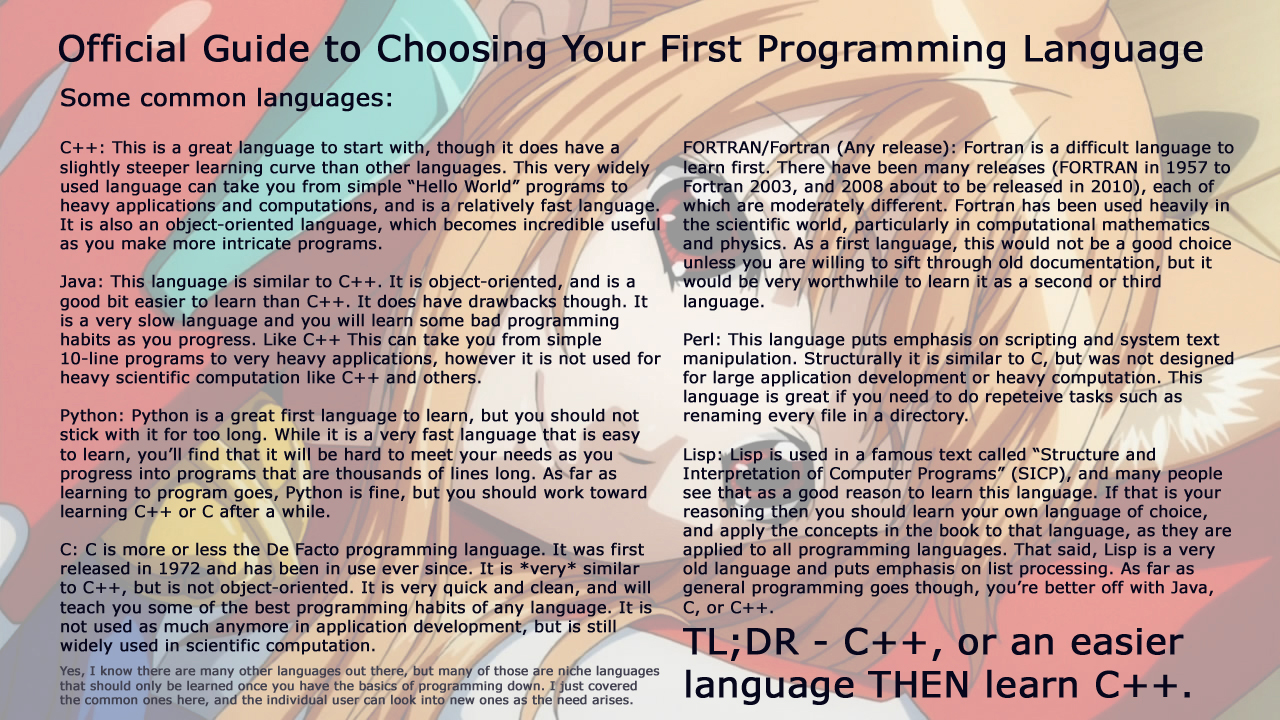 Official Guide to Choosing Your First Programming Language
Some common languages:
C++: This is a great language to start with, though it does have a
slightly steeper learning curve than other languages. This very widely
used language can take you from simple “Hello World” programs to
heavy applications and computations, and is a relatively fast language.
It is also an object-oriented language, which becomes incredible useful
as you make more intricate programs.
Java: This language is similar to C++. It is object-oriented, and is a
good bit easier to learn than C++. It does have drawbacks though. It
is a very slow language and you will learn some bad programming
habits as you progress. Like C++ This can take you from simple
10-line programs to very heavy applications, however it is not used for
heavy scientific computation like C++ and others.
Python: Python is a great first language to learn, but you should not
stick with it for too long. While it is a very fast language that is easy
to learn, you’ll find that it will be hard to meet your needs as you
progress into programs that are thousands of lines long. As far as
learning to program goes, Python is fine, but you should work toward
learning C++ or C after a while.
C: C is more or less the De Facto programming language. It was first
released in 1972 and has been in use ever since. It is *very* similar
to C++, but is not object-oriented. It is very quick and clean, and will
teach you some of the best programming habits of any language. It is
not used as much anymore in application development, but is still
widely used in scientific computation.
Yes, I know there are many other languages out there, but many of those are niche languages
that should only be learned once you have the basics of programming down. I just covered
the common ones here, and the individual user can look into new ones as the need arises.
FORTRAN/Fortran (Any release): Fortran is a difficult language to
learn first. There have been many releases (FORTRAN in 1957 to
Fortran 2003, and 2008 about to be released in 2010), each of
which are moderately different. Fortran has been used heavily in
the scientific world, particularly in computational mathematics
and physics. As a first language, this would not be a good choice
unless you are willing to sift through old documentation, but it
would be very worthwhile to learn it as a second or third
language.
Perl: This language puts emphasis on scripting and system text
manipulation. Structurally it is similar to C, but was not designed
for large application development or heavy computation. This
language is great if you need to do repeteive tasks such as
renaming every file in a directory.
Lisp: Lisp is used in a famous text called “Structure and
Interpretation of Computer Programs” (SICP), and many people
see that as a good reason to learn this language. If that is your
reasoning then you should learn your own language of choice,
and apply the concepts in the book to that language, as they are
applied to all programming languages. That said, Lisp is a very
old language and puts emphasis on list processing. As far as
general programming goes though, you’re better off with Java,
C, or C++.
TL;DR - C++, or an easier
language THEN learn C++.